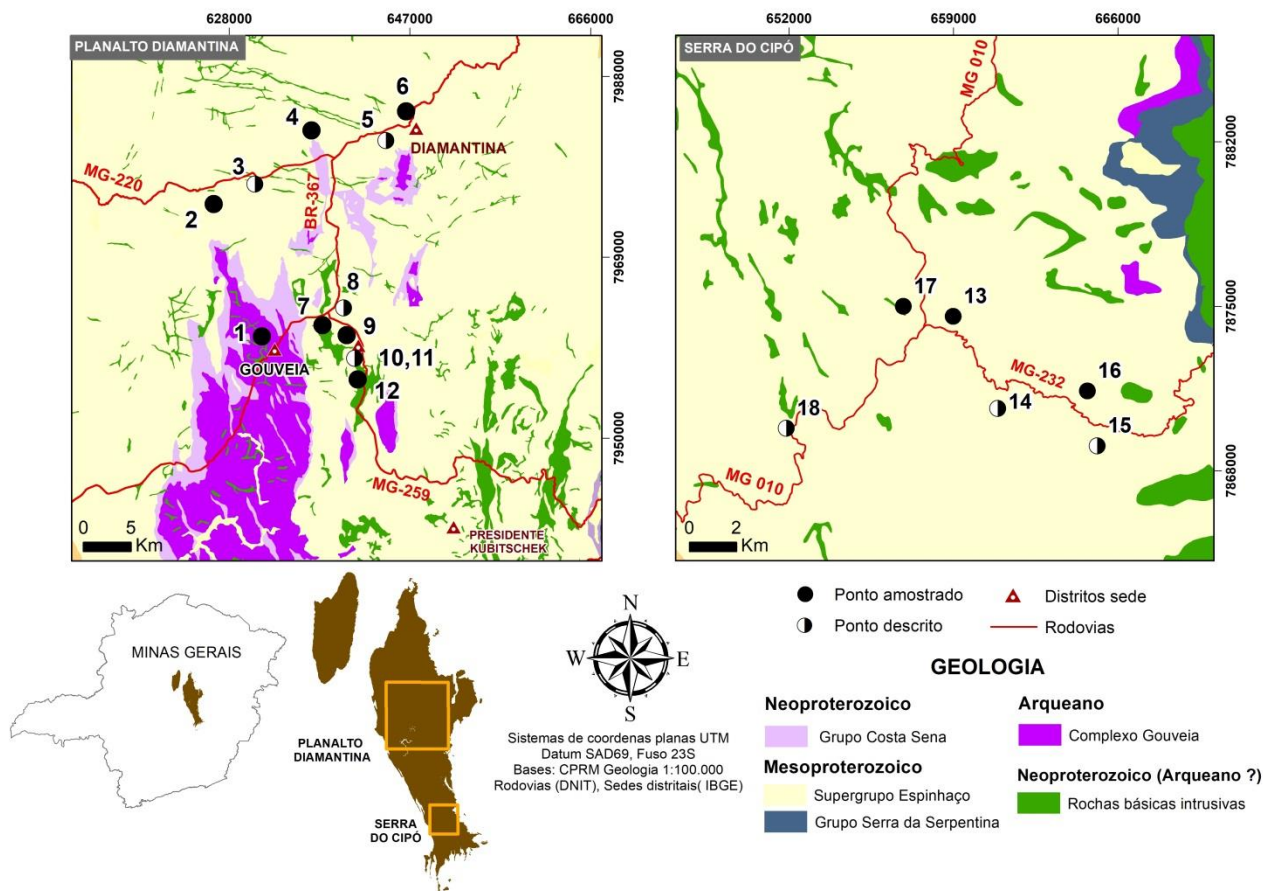 628000 647000 666000
PLANALTO DIAMANTINA
7988000
7969000
7950000
6
4
5
DIAMANTINA
3
MG-220
BR-367
2
8
7
9
1
10,11
GOUVEIA
12
MG-259
0 5
Km
PRESIDENTE
KUBITSCHEK
652000 659000 666000
SERRA DO CIPÓ
MG 010
7882000
7875000
7868000
17
13
MG-232
16
14
18
15
MG 010
0 2
Km
MINAS GERAIS
PLANALTO
DIAMANTINA
SERRA
DO CIPÓ
N
W E
S
Sistemas de coordenas planas UTM
Datum SAD69, Fuso 23S
Bases: CPRM Geologia 1:100.000
Rodovias (DNIT), Sedes distritais( IBGE)
Ponto amostrado
Distritos sede
Ponto descrito
Rodovias
GEOLOGIA
Neoproterozoico
Grupo Costa Sena
Mesoproterozoico
Supergrupo Espinhaço
Grupo Serra da Serpentina
Arqueano
Complexo Gouveia
Neoproterozoico (Arqueano ?)
Rochas básicas intrusivas